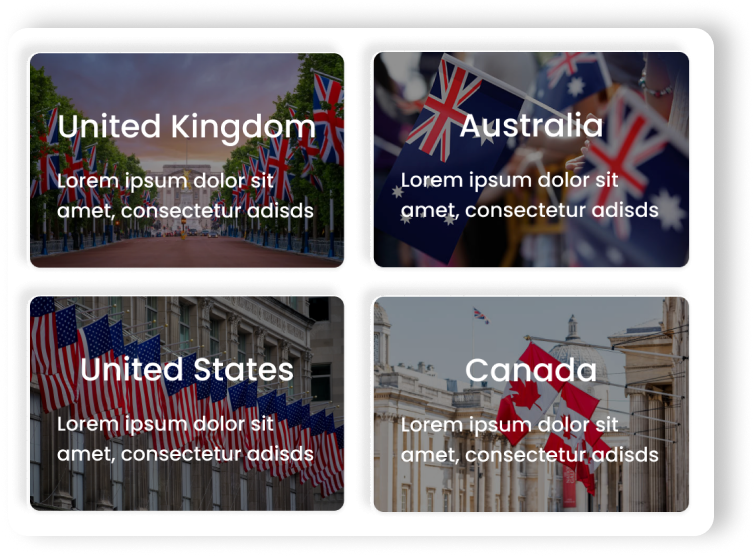 United Kingdom
Lorem ipsum dolor sit
amet, consectetur adisds
Australia
Lorem ipsum dolor sit
amet, consectetur adisds
United States
Lorem ipsum dolor sit
amet, consectetur adisds
Canada
Lorem ipsum dolor sit
amet, consectetur adisds